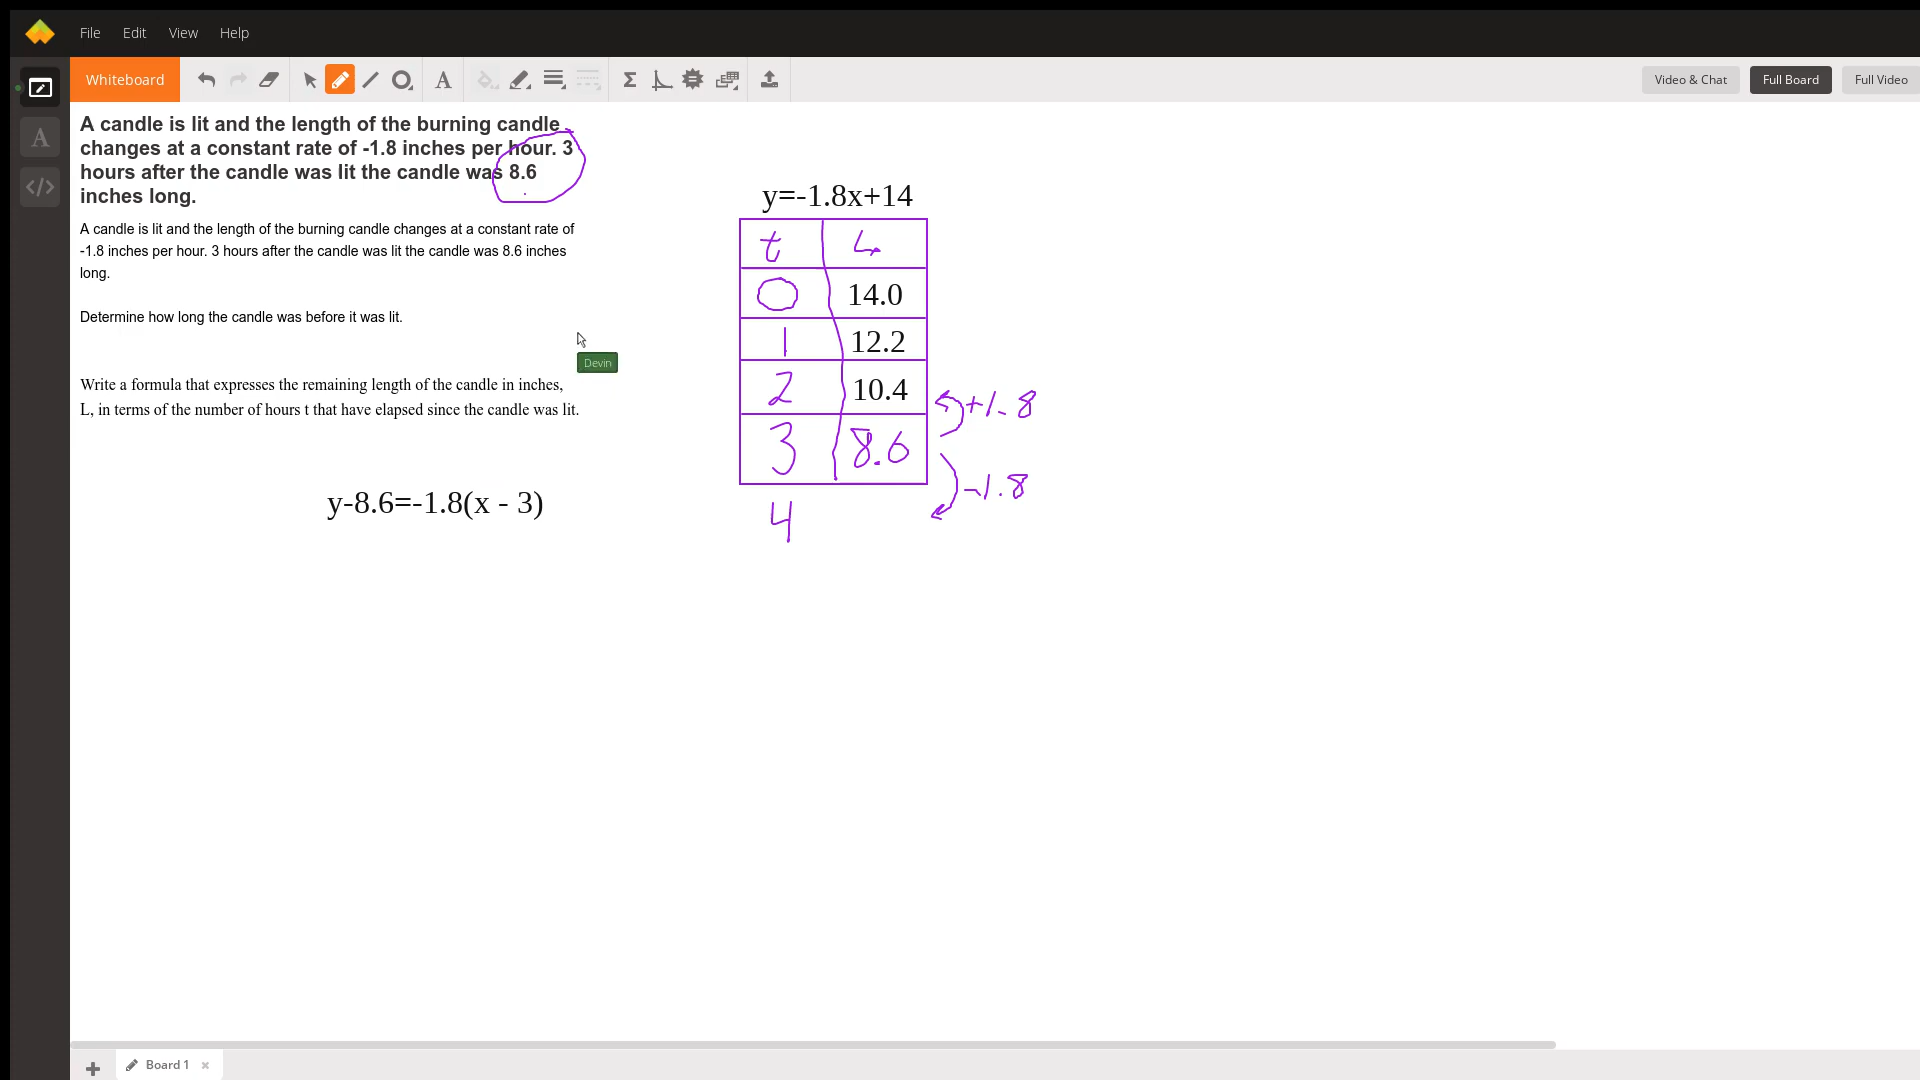 File Edit View Help
Whiteboard
A
Σ
Video & Chat Full Board Full Video
A
</>
A candle is lit and the length of the burning candle
changes at a constant rate of -1.8 inches per hour. 3
hours after the candle was lit the candle was 8.6
inches long.
A candle is lit and the length of the burning candle changes at a constant rate of
-1.8 inches per hour. 3 hours after the candle was lit the candle was 8.6 inches
long.
Determine how long the candle was before it was lit.
Devin
Write a formula that expresses the remaining length of the candle in inches,
L, in terms of the number of hours t that have elapsed since the candle was lit.
y-8.6=-1.8(x - 3)
y=-1.8x+14
t L
0 14.0
1 12.2
2 10.4
+1.8
3 8.6
-1.8
4
Board 1